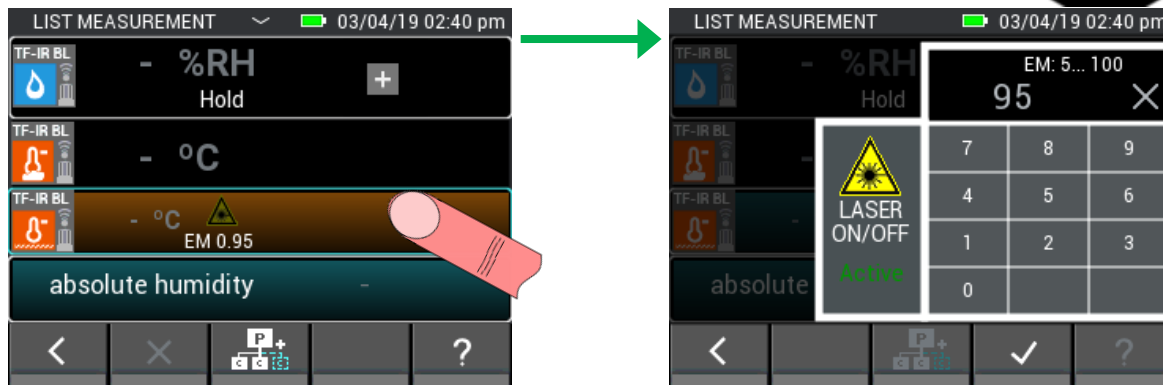 LIST MEASUREMENT 03/04/19 02:40 pm
TF-IR BL
- %RH
Hold
+
TF-IR BL
- °C
TF-IR BL
- °C
EM 0.95
absolute humidity -
P +
C C C
?
LIST MEASUREMENT 03/04/19 02:40 pm
TF-IR BL
- %RH
Hold
TF-IR BL
-
TF-IR BL
-
absolute
EM: 5... 100
95
LASER
ON/OFF
Active
7 8 9
4 5 6
1 2 3
0
P +
C C C
?